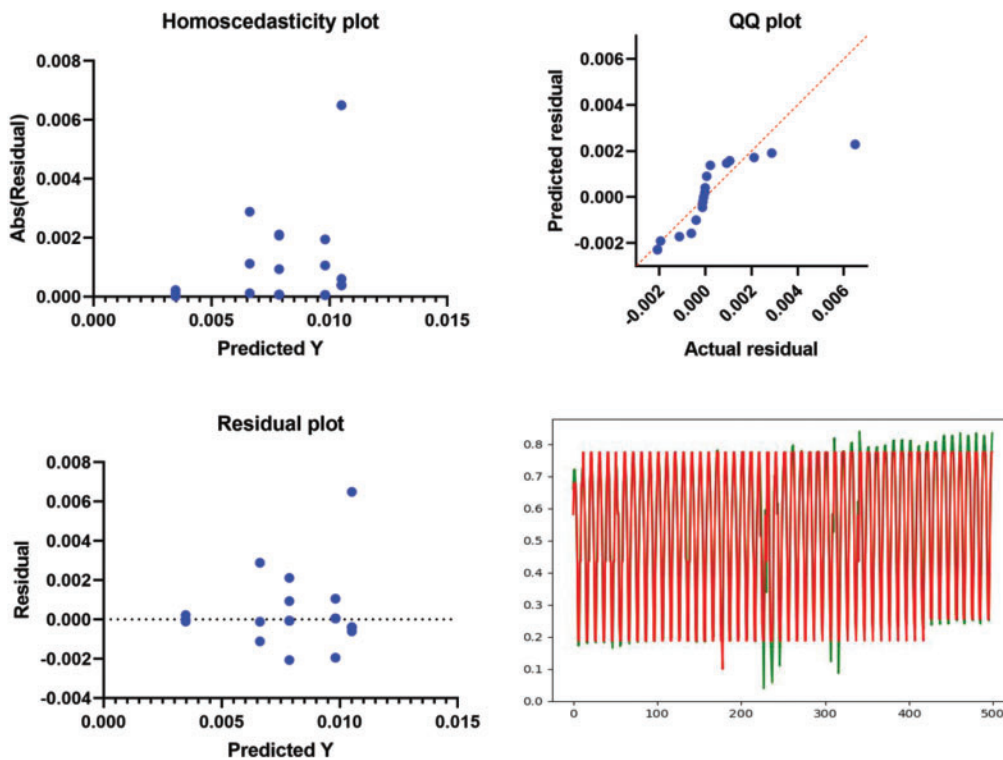 Homoscedasticity plot
0.008
0.006
0.004
0.002
0.000
Abs(Residual)
0.000 0.005 0.010 0.015
Predicted Y
QQ plot
0.006
0.004
0.002
0.000
-0.002
Predicted residual
-0.002 0.000 0.002 0.004 0.006
Actual residual
Residual plot
0.008
0.006
0.004
0.002
0.000
-0.002
-0.004
Residual
0.000 0.005 0.010 0.015
Predicted Y
0.8
0.7
0.6
0.5
0.4
0.3
0.2
0.1
0.0
0 100 200 300 400 500